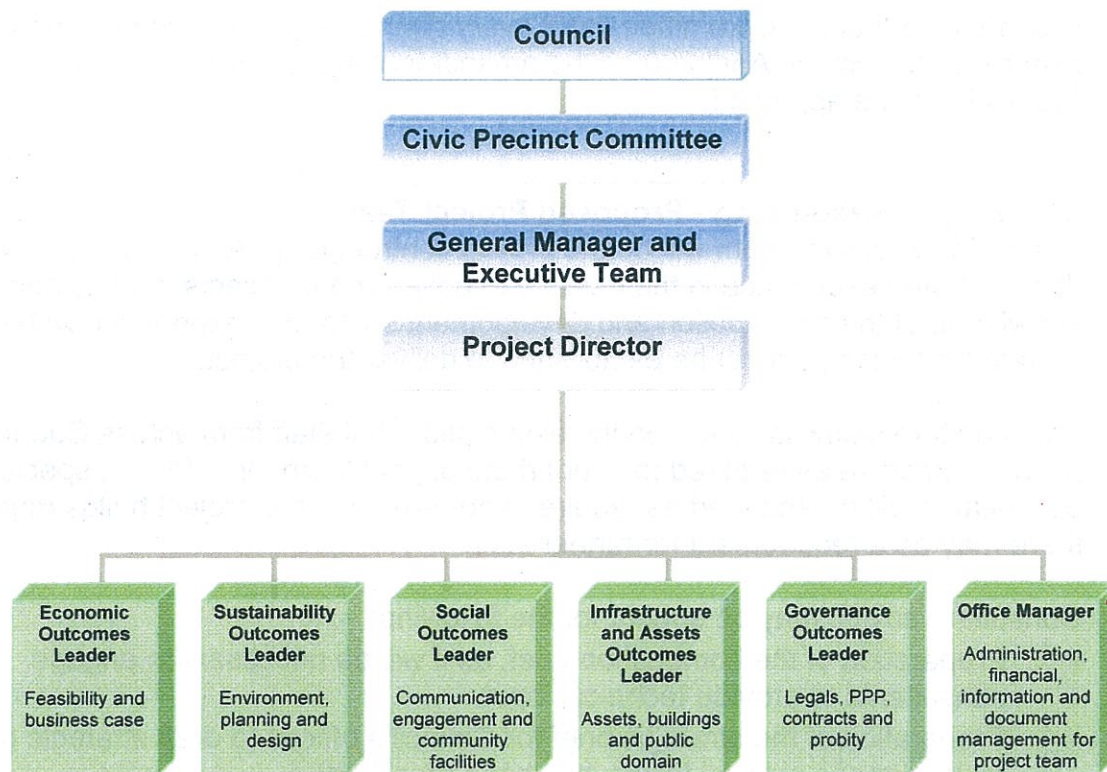 Council
Civic Precinct Committee
General Manager and
Executive Team
Project Director
Economic
Outcomes
Leader
Feasibility and
business case
Sustainability
Outcomes
Leader
Environment,
planning and
design
Social
Outcomes
Leader
Communication,
engagement and
community
facilities
Infrastructure
and Assets
Outcomes
Leader
Assets, buildings
and public
domain
Governance
Outcomes
Leader
Legals, PPP,
contracts and
probity
Office Manager
Administration,
financial,
information and
document
management for
project team